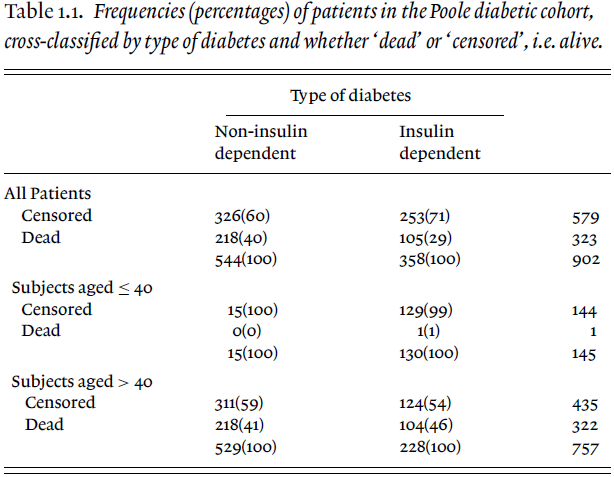 Table 1.1. Frequencies (percentages) of patients in the Poole diabetic cohort,
cross-classified by type of diabetes and whether ‘dead’ or ‘censored’, i.e. alive.
Type of diabetes
Non-insulin Insulin
dependent dependent
All Patients
Censored 326(60) 253(71) 579
Dead 218(40) 105(29) 323
544(100) 358(100) 902
Subjects aged ≤ 40
Censored 15(100) 129(99) 144
Dead 0(0) 1(1) 1
15(100) 130(100) 145
Subjects aged > 40
Censored 311(59) 124(54) 435
Dead 218(41) 104(46) 322
529(100) 228(100) 757